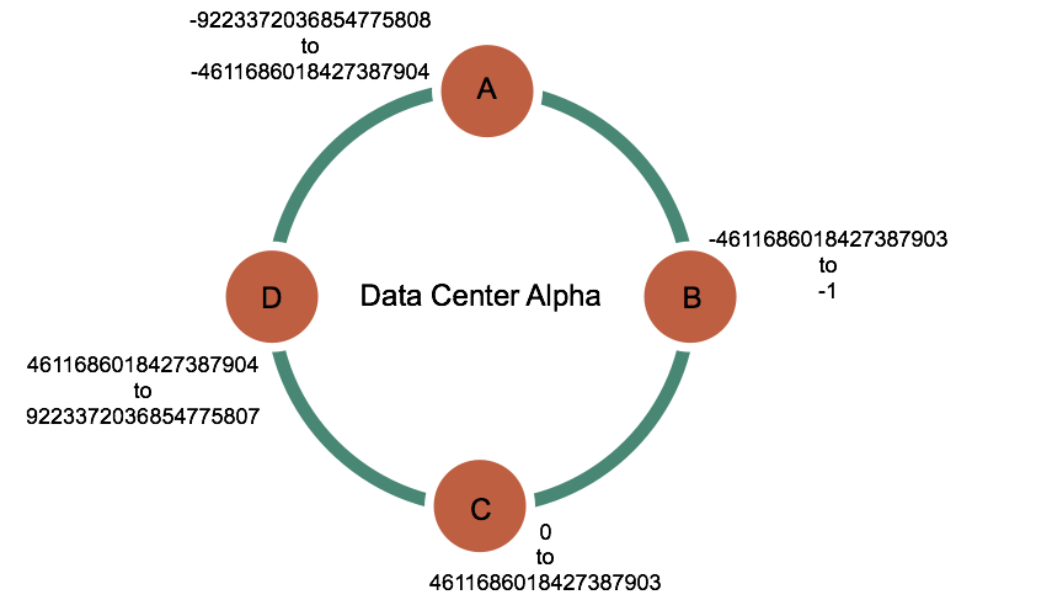 -9223372036854775808
to
-4611686018427387904
A
-4611686018427387903
to
-1
D
Data Center Alpha
B
4611686018427387904
to
9223372036854775807
C
0
to
4611686018427387903